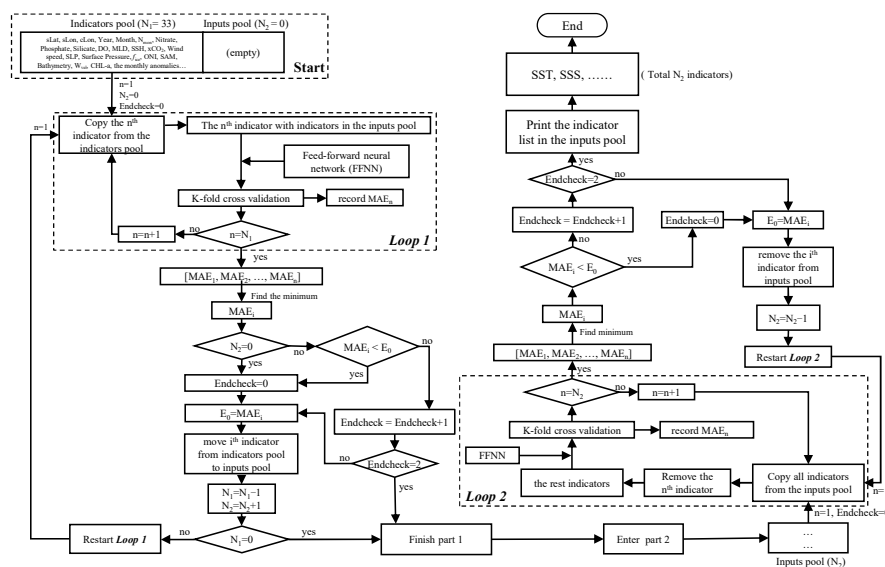 Indicators pool (N1= 33)
Inputs pool (N2 = 0)
sLat, sLon, cLon, Year, Month, Nmon, Nitrate,
Phosphate, Silicate, DO, MLD, SSH, xCO2, Wind
speed, SLP, Surface Pressure, ONI, SAM,
Bathymetry, CHL-a, the monthly anomalies…
(empty)
Start
n=1
N2=0
Endcheck=0
n=1
Copy the nth
indicator from the
indicators pool
The nth indicator with indicators in the inputs pool
Feed-forward neural
network (FFNN)
K-fold cross validation
record MAEn
n=n+1
no
n=N1
Loop 1
yes
[MAE1, MAE2, …, MAEn]
Find the minimum
MAEi
N2=0
no
MAEi < E0
no
yes
yes
Endcheck=0
E0=MAEi
Endcheck = Endcheck+1
move ith indicator
from indicators pool
to inputs pool
no
Endcheck=2
yes
N1=N1−1
N2=N2+1
Restart Loop 1
no
N1=0
yes
Finish part 1
Enter part 2
…
…
Inputs pool (N2)
n=1, Endcheck=
End
SST, SSS, ……
( Total N2 indicators)
Print the indicator
list in the inputs pool
yes
Endcheck=2
no
Endcheck = Endcheck+1
Endcheck=0
E0=MAEi
no
MAEi < E0
yes
remove the ith
indicator from
inputs pool
MAEi
N2=N2−1
Find minimum
[MAE1, MAE2, …, MAEn]
Restart Loop 2
yes
n=N2
no
n=n+1
K-fold cross validation
record MAEn
FFNN
the rest indicators
Remove the
nth indicator
Copy all indicators
from the inputs pool
n=
Loop 2